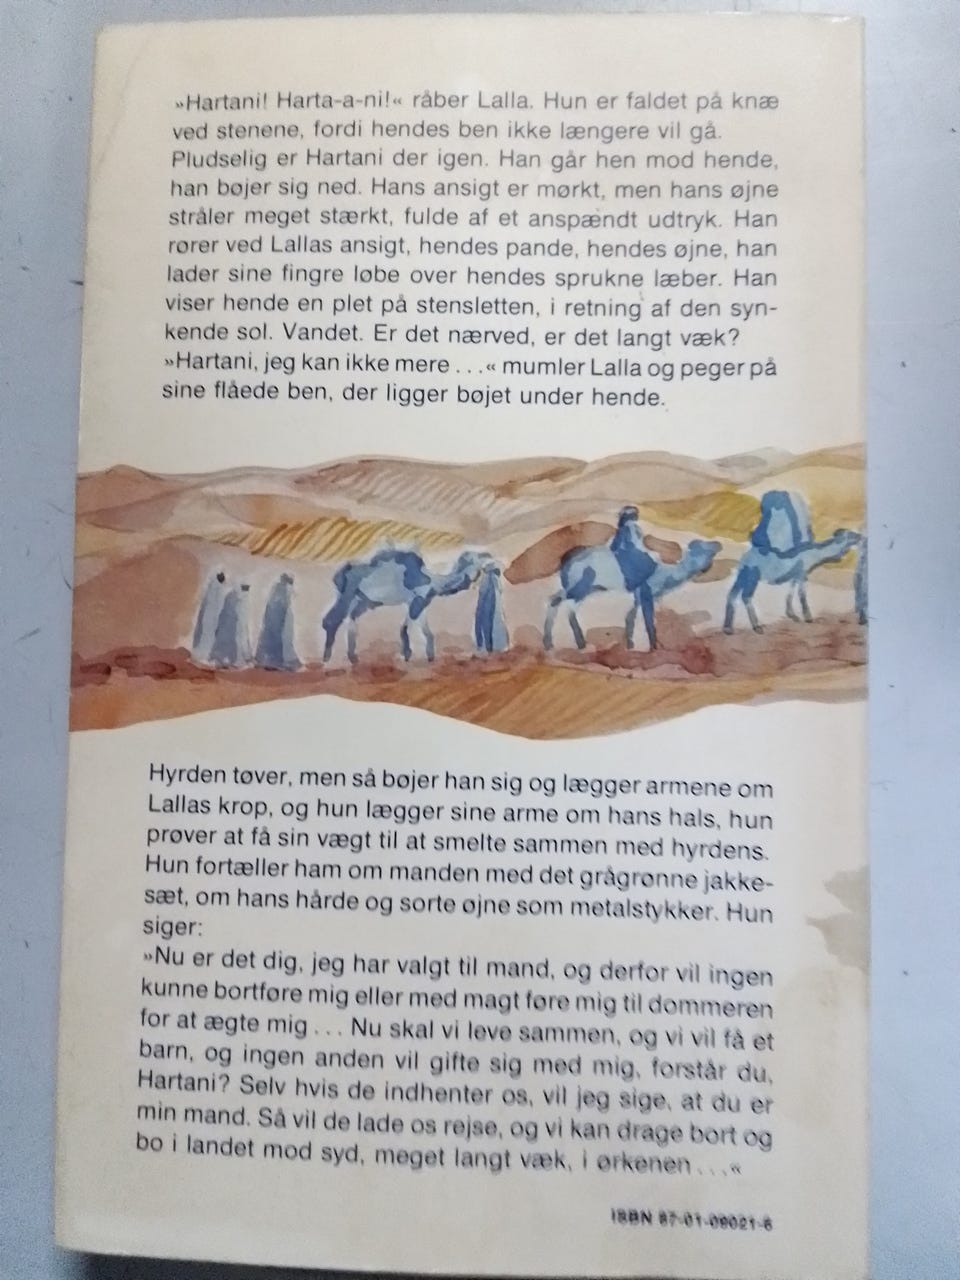 »Hartani! Harta-a-ni!« råber Lalla. Hun er faldet på knæ
ved stenene, fordi hendes ben ikke længere vil gå.
Pludselig er Hartani der igen. Han går hen mod hende,
han bøjer sig ned. Hans ansigt er mørkt, men hans øjne
stråler meget stærkt, fulde af et anspændt udtryk. Han
rører ved Lallas ansigt, hendes pande, hendes øjne, han
lader sine fingre løbe over hendes sprukne læber. Han
viser hende en plet på stensletten, i retning af den syn-
kende sol. Vandet. Er det nærved, er det langt væk?
»Hartani, jeg kan ikke mere ...« mumler Lalla og peger på
sine flåede ben, der ligger bøjet under hende.
Hyrden tøver, men så bøjer han sig og lægger armene om
Lallas krop, og hun lægger sine arme om hans hals, hun
prøver at få sin vægt til at smelte sammen med hyrdens.
Hun fortæller ham om manden med det grågrønne jakke-
sæt, om hans hårde og sorte øjne som metalstykker. Hun
siger:
»Nu er det dig, jeg har valgt til mand, og derfor vil ingen
kunne bortføre mig eller med magt føre mig til dommeren
for at ægte mig ... Nu skal vi leve sammen, og vi vil få et
barn, og ingen anden vil gifte sig med mig, forstår du,
Hartani? Selv hvis de indhenter os, vil jeg sige, at du er
min mand. Så vil de lade os rejse, og vi kan drage bort og
bo i landet mod syd, meget langt væk, i ørkenen ...«
ISBN 87-01-09021-6